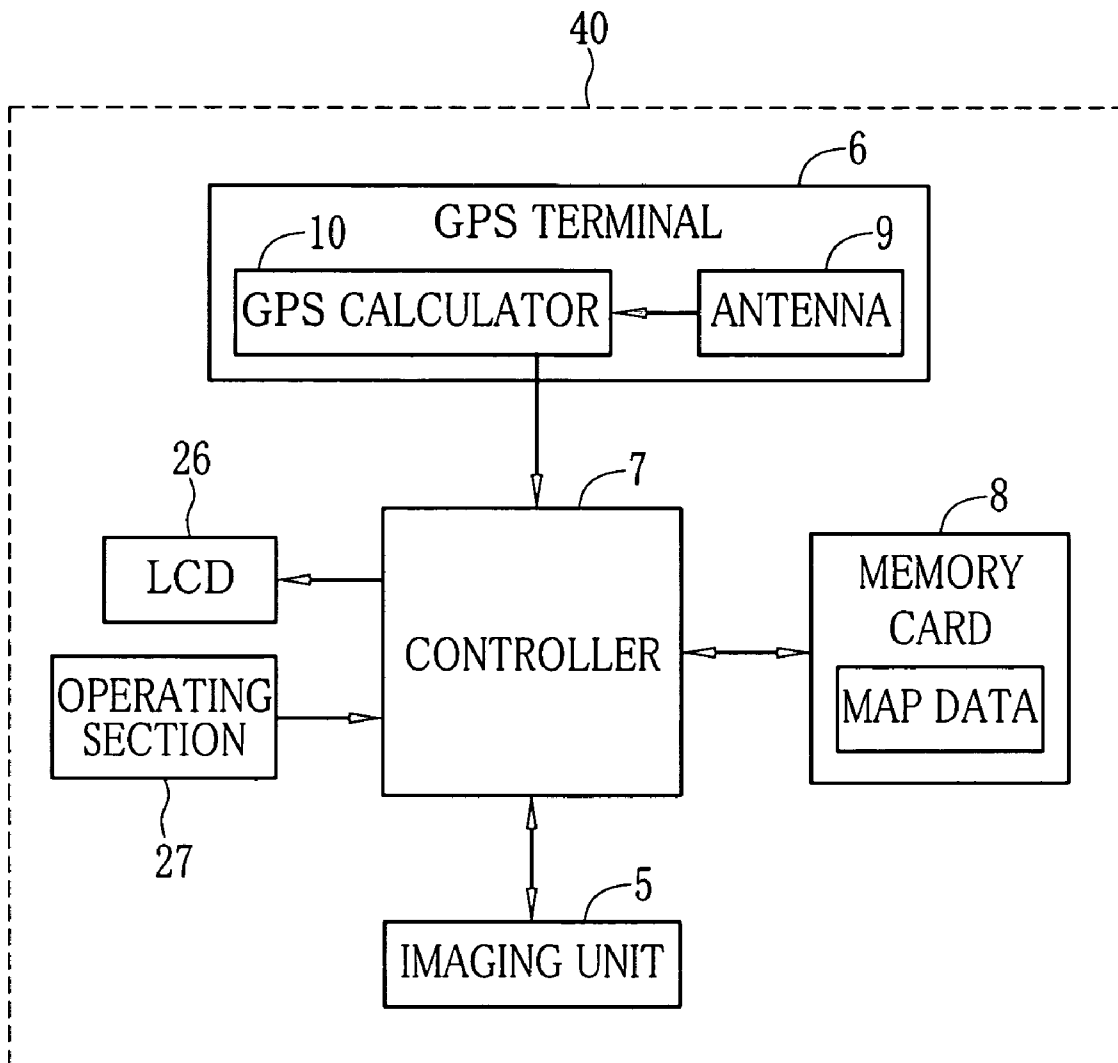 40
6
GPS TERMINAL
10
9
GPS CALCULATOR
ANTENNA
26
7
8
LCD
MEMORY
CARD
CONTROLLER
MAP DATA
OPERATING
SECTION
27
5
IMAGING UNIT